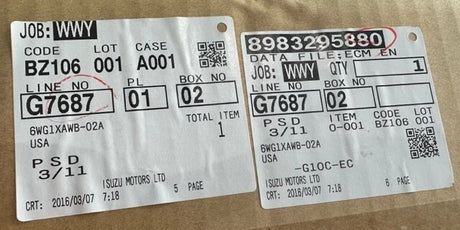 JOB: WWY
CODE LOT CASE
BZ106 001 A001
LINE NO PL BOX NO
G7687 01 02
TOTAL ITEM
1
6WG1XAWB-02A
USA
PSD
3/11
ISUZU MOTORS LTD
CRT: 2016/03/07 7:18 5 PAGE
8983295880
DATA FILE:ECM EN
JOB: WWY QTY 1
LINE NO BOX NO
G7687 02
PSD ITEM CODE LOT
3/11 0-001 BZ106 001
6WG1XAWB-02A
USA
-G10C-EC
ISUZU MOTORS LTD
CRT: 2016/03/07 7:18 6 PAGE